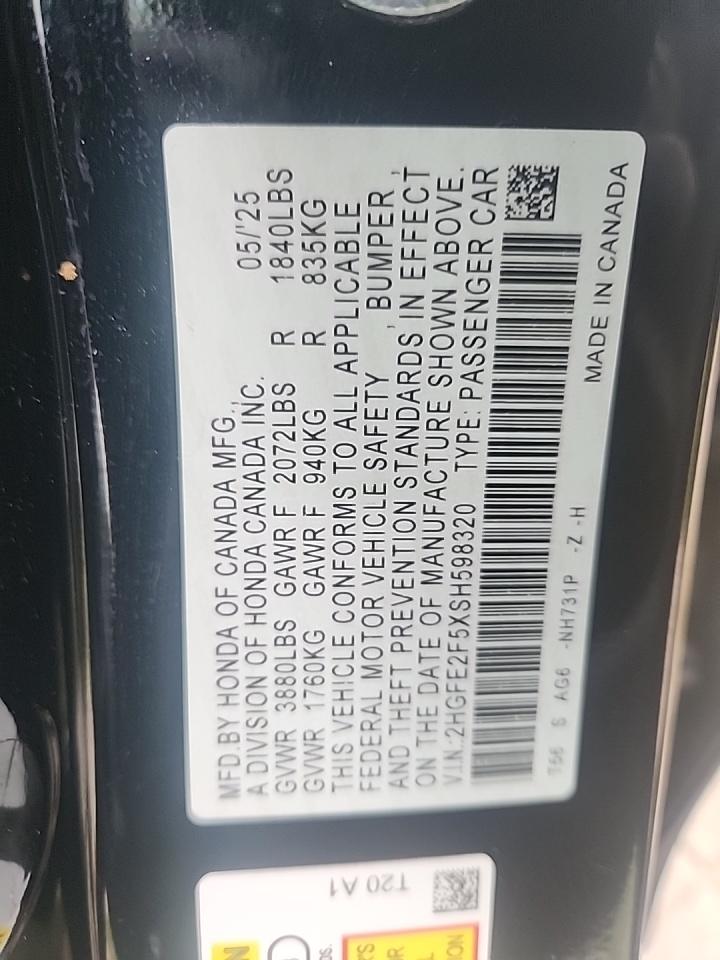 MFD.BY HONDA OF CANADA MFG.,
A DIVISION OF HONDA CANADA INC. 05/'25
GVWR 3880LBS GAWR F 2072LBS R 1840LBS
GVWR 1760KG GAWR F 940KG R 835KG
THIS VEHICLE CONFORMS TO ALL APPLICABLE
FEDERAL MOTOR VEHICLE SAFETY , BUMPER ,
AND THEFT PREVENTION STANDARDS IN EFFECT
ON THE DATE OF MANUFACTURE SHOWN ABOVE.
V.I.N.:2HGFE2F5XSH598320 TYPE: PASSENGER CAR
T56 S AG6 -NH731P -Z -H
MADE IN CANADA
T20 A1